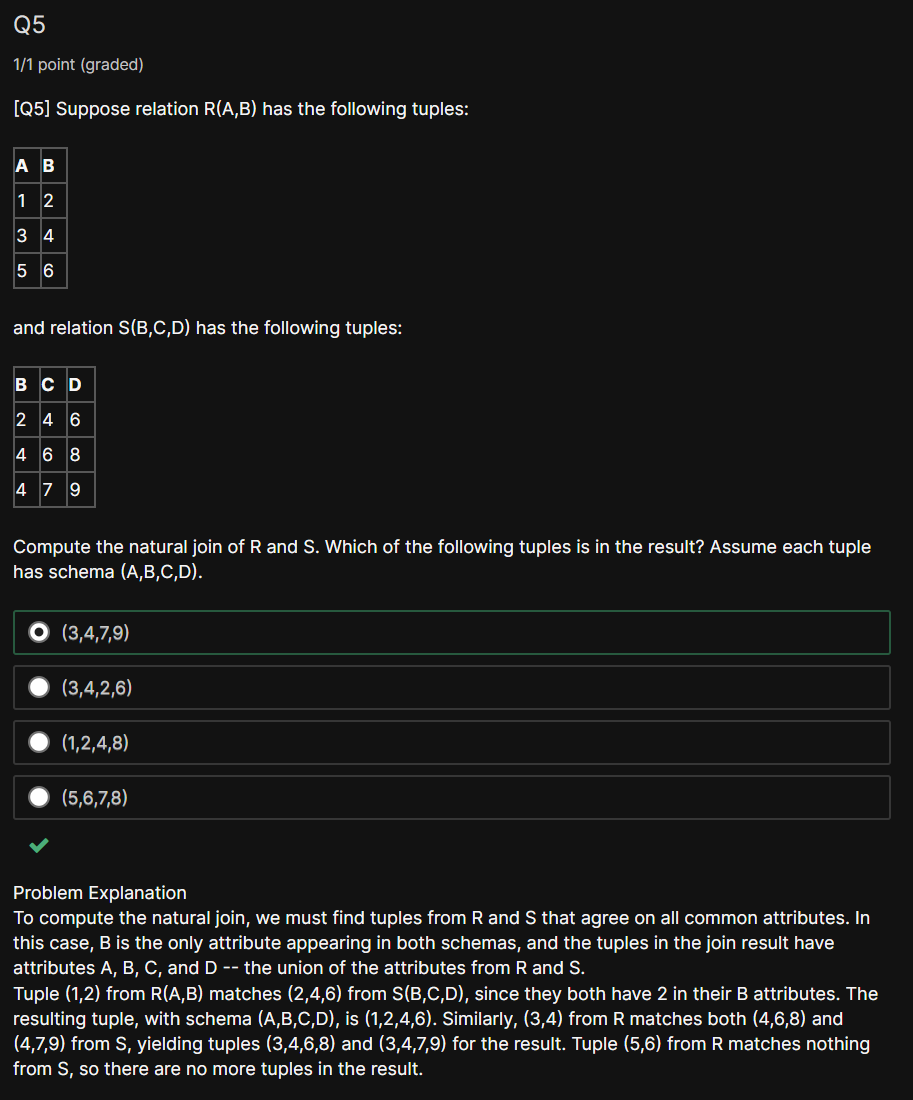 Q5
1/1 point (graded)
[Q5] Suppose relation R(A,B) has the following tuples:
A B
1 2
3 4
5 6
and relation S(B,C,D) has the following tuples:
B C D
2 4 6
4 6 8
4 7 9
Compute the natural join of R and S. Which of the following tuples is in the result? Assume each tuple
has schema (A,B,C,D).
(3,4,7,9)
(3,4,2,6)
(1,2,4,8)
(5,6,7,8)
Problem Explanation
To compute the natural join, we must find tuples from R and S that agree on all common attributes. In
this case, B is the only attribute appearing in both schemas, and the tuples in the join result have
attributes A, B, C, and D -- the union of the attributes from R and S.
Tuple (1,2) from R(A,B) matches (2,4,6) from S(B,C,D), since they both have 2 in their B attributes. The
resulting tuple, with schema (A,B,C,D), is (1,2,4,6). Similarly, (3,4) from R matches both (4,6,8) and
(4,7,9) from S, yielding tuples (3,4,6,8) and (3,4,7,9) for the result. Tuple (5,6) from R matches nothing
from S, so there are no more tuples in the result.